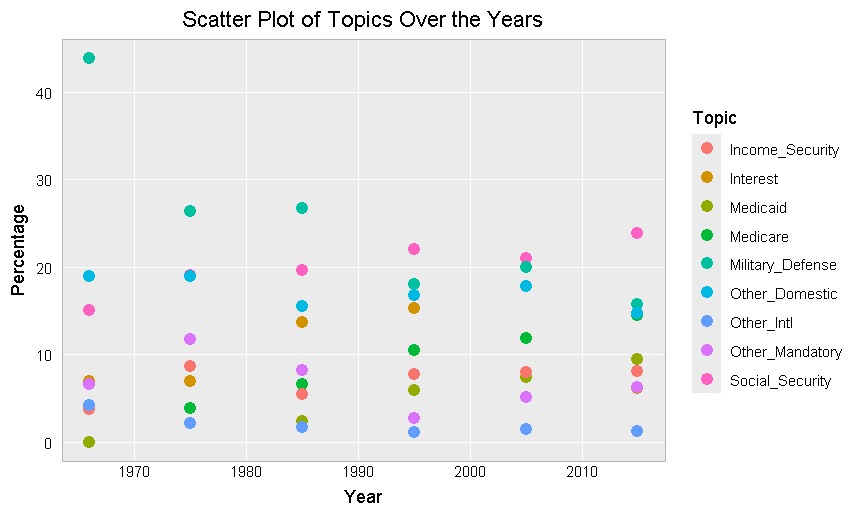 Scatter Plot of Topics Over the Years
Percentage
40
30
20
10
0
1970 1980 1990 2000 2010
Year
Topic
Income_Security
Interest
Medicaid
Medicare
Military_Defense
Other_Domestic
Other_Intl
Other_Mandatory
Social_Security